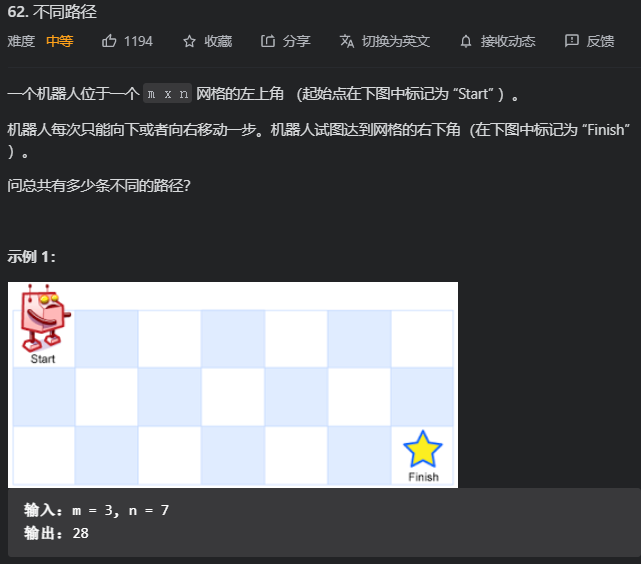 62. 不同路径
难度 中等 1194 收藏 分享 切换为英文 接收动态 反馈
一个机器人位于一个 m x n 网格的左上角 （起始点在下图中标记为 “Start” ）。
机器人每次只能向下或者向右移动一步。机器人试图达到网格的右下角（在下图中标记为 “Finish”
）。
问总共有多少条不同的路径?
示例 1:
Start
Finish
输入: m = 3, n = 7
输出: 28